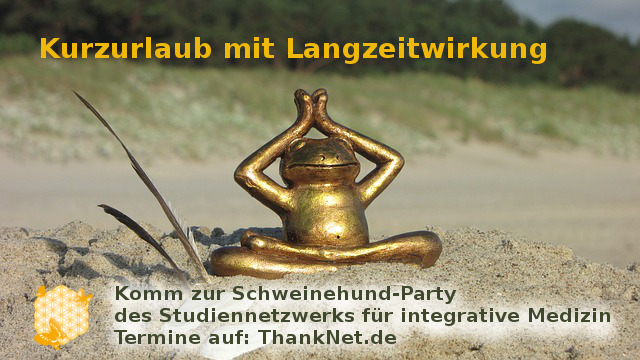 Kurzurlaub mit Langzeitwirkung
Komm zur Schweinehund-Party
des Studiennetzwerks für integrative Medizin
Termine auf: ThankNet.de